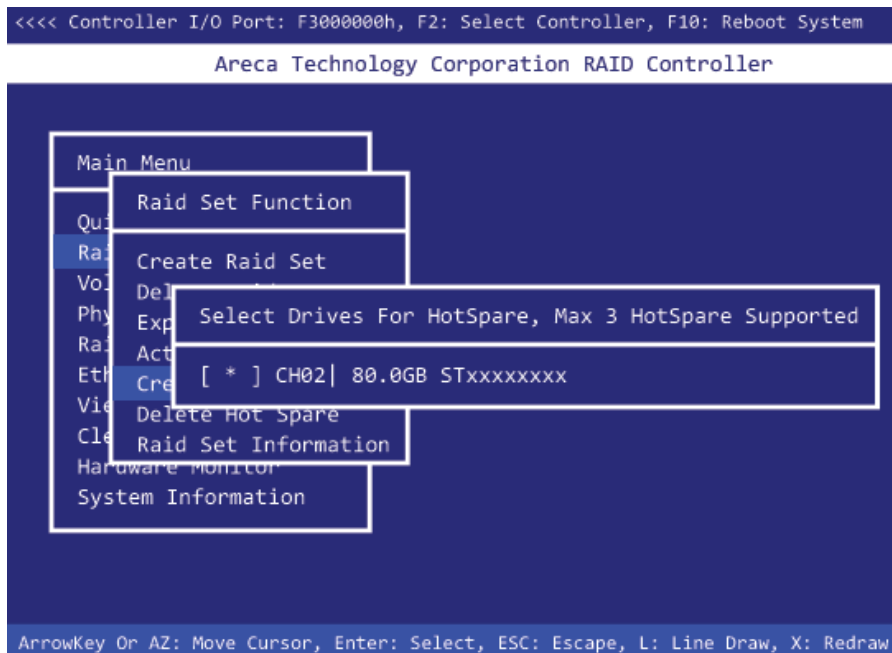 <<<< Controller I/O Port: F3000000h, F2: Select Controller, F10: Reboot System
Areca Technology Corporation RAID Controller
Main Menu
Raid Set Function
Create Raid Set
Select Drives For HotSpare, Max 3 HotSpare Supported
[ * ] CH02| 80.0GB STxxxxxxxx
Delete Hot Spare
Raid Set Information
Hardware Monitor
System Information
ArrowKey Or AZ: Move Cursor, Enter: Select, ESC: Escape, L: Line Draw, X: Redraw